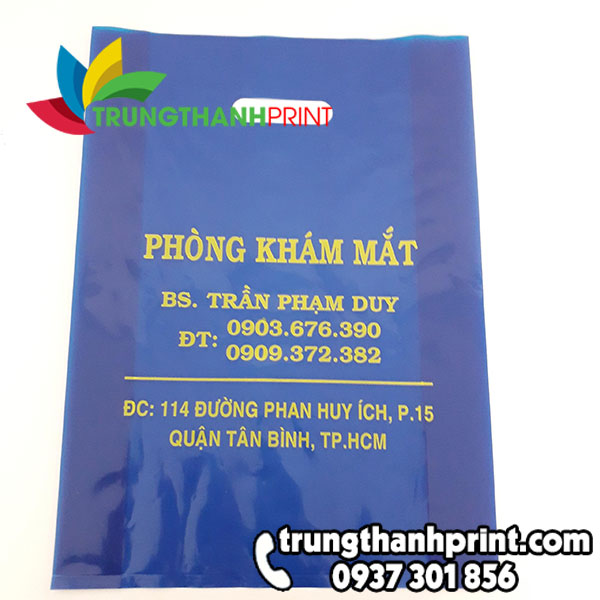 TRUNGTHANHPRINT
PHÒNG KHÁM MẮT
BS. TRẦN PHẠM DUY
ĐT: 0903.676.390
0909.372.382
ĐC: 114 ĐƯỜNG PHAN HUY ÍCH, P.15
QUẬN TÂN BÌNH, TP.HCM
trungthanhprint.com
0937 301 856